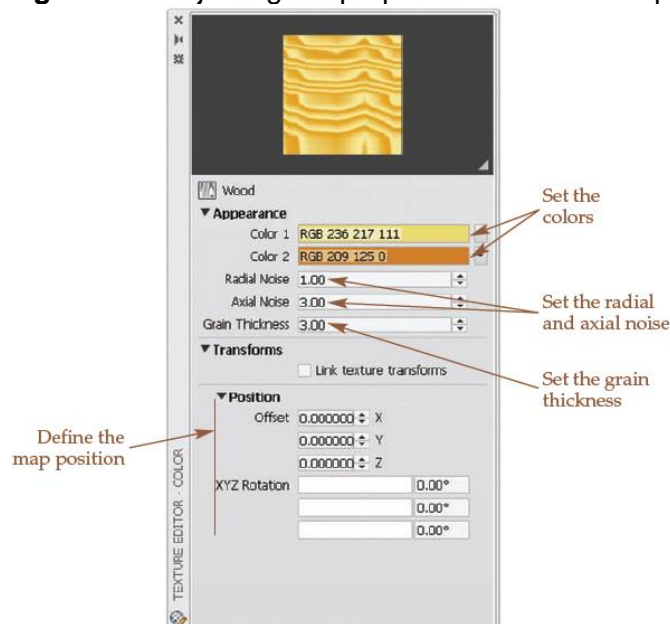 Wood
Appearance
Color 1 RGB 236 217 111
Color 2 RGB 209 125 0
Radial Noise 1.00
Axial Noise 3.00
Grain Thickness 3.00
Transforms
Link texture transforms
Position
Offset 0.000000 X
0.000000 Y
0.000000 Z
XYZ Rotation 0.00°
0.00°
0.00°
TEXTURE EDITOR - COLOR
Set the
colors
Set the radial
and axial noise
Set the grain
thickness
Define the
map position